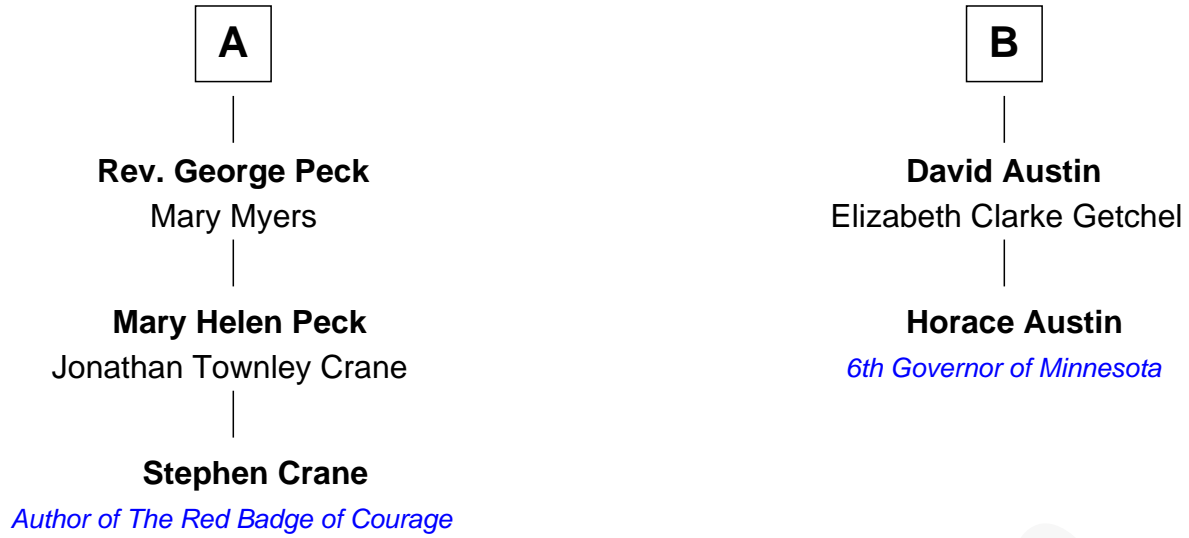 A
Rev. George Peck
Mary Myers
Mary Helen Peck
Jonathan Townley Crane
Stephen Crane
Author of The Red Badge of Courage
B
David Austin
Elizabeth Clarke Getchel
Horace Austin
6th Governor of Minnesota